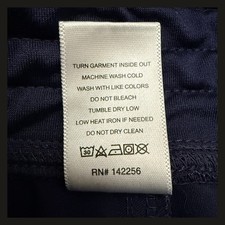 TURN GARMENT INSIDE OUT
MACHINE WASH COLD
WASH WITH LIKE COLORS
DO NOT BLEACH
TUMBLE DRY LOW
LOW HEAT IRON IF NEEDED
DO NOT DRY CLEAN
30
RN# 142256